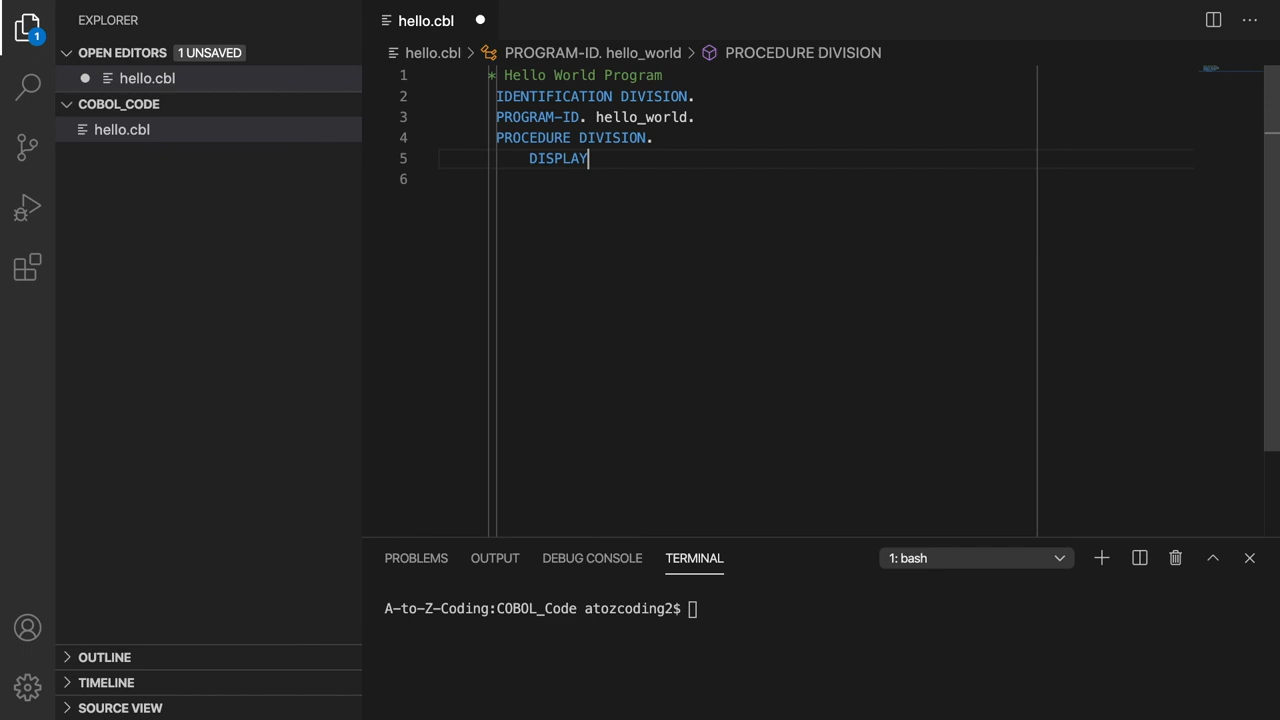 EXPLORER
OPEN EDITORS 1 UNSAVED
hello.cbl
COBOL_CODE
hello.cbl
OUTLINE
TIMELINE
SOURCE VIEW
1
hello.cbl
hello.cbl > PROGRAM-ID. hello_world > PROCEDURE DIVISION
1 * Hello World Program
2 IDENTIFICATION DIVISION.
3 PROGRAM-ID. hello_world.
4 PROCEDURE DIVISION.
5 DISPLAY
6
PROBLEMS OUTPUT DEBUG CONSOLE TERMINAL 1: bash
A-to-Z-Coding:COBOL_Code atozcoding2$